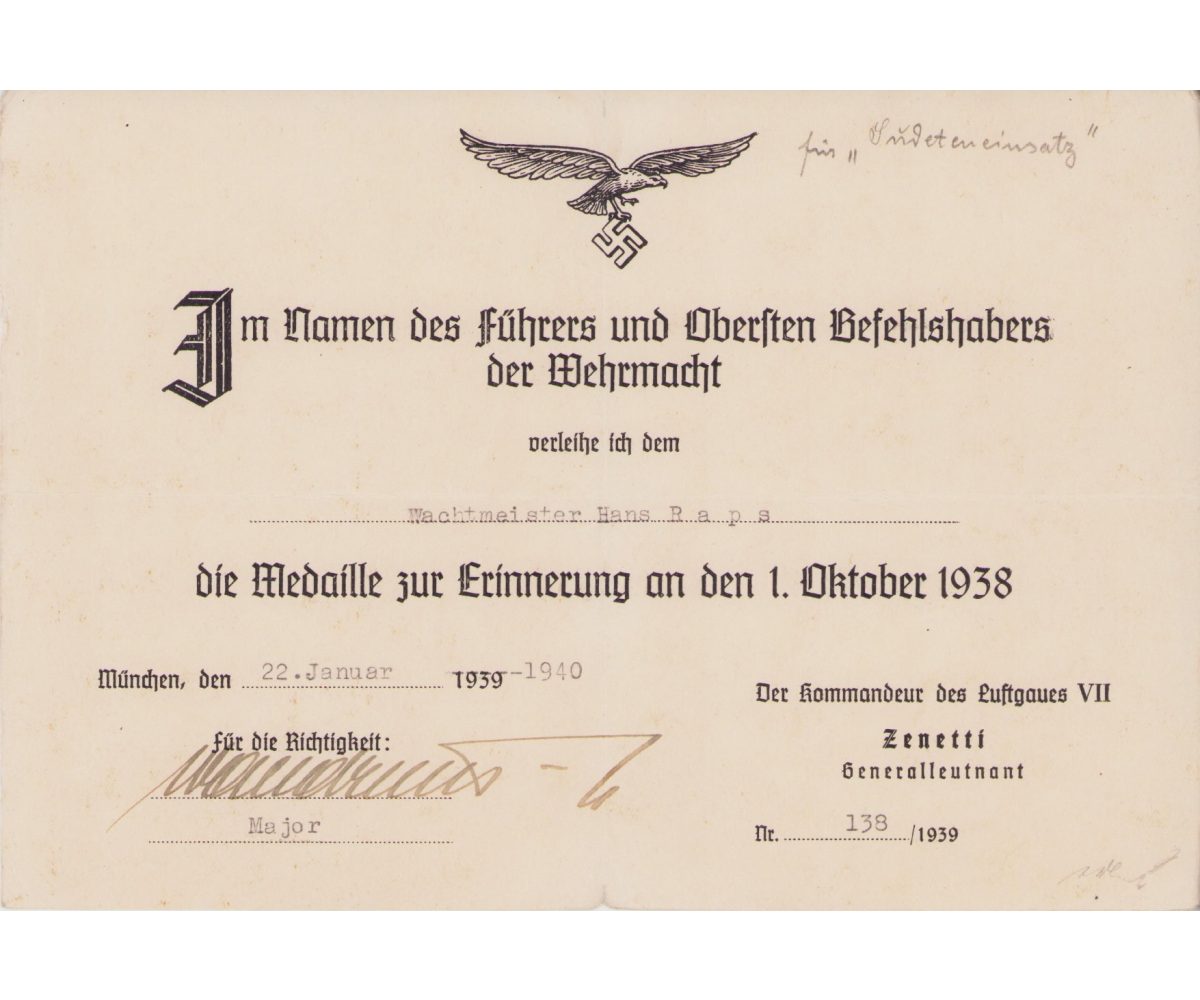 für „Sudeteneinsatz"
Im Namen des Führers und Obersten Befehlshabers
der Wehrmacht
verleihe ich dem
Wachtmeister Hans R a p s
die Medaille zur Erinnerung an den 1. Oktober 1938
München, den 22.Januar 1939 -1940
Der Kommandeur des Luftgaues VII
Zenetti
Generalleutnant
Für die Richtigkeit:
Major
Nr. 138 /1939